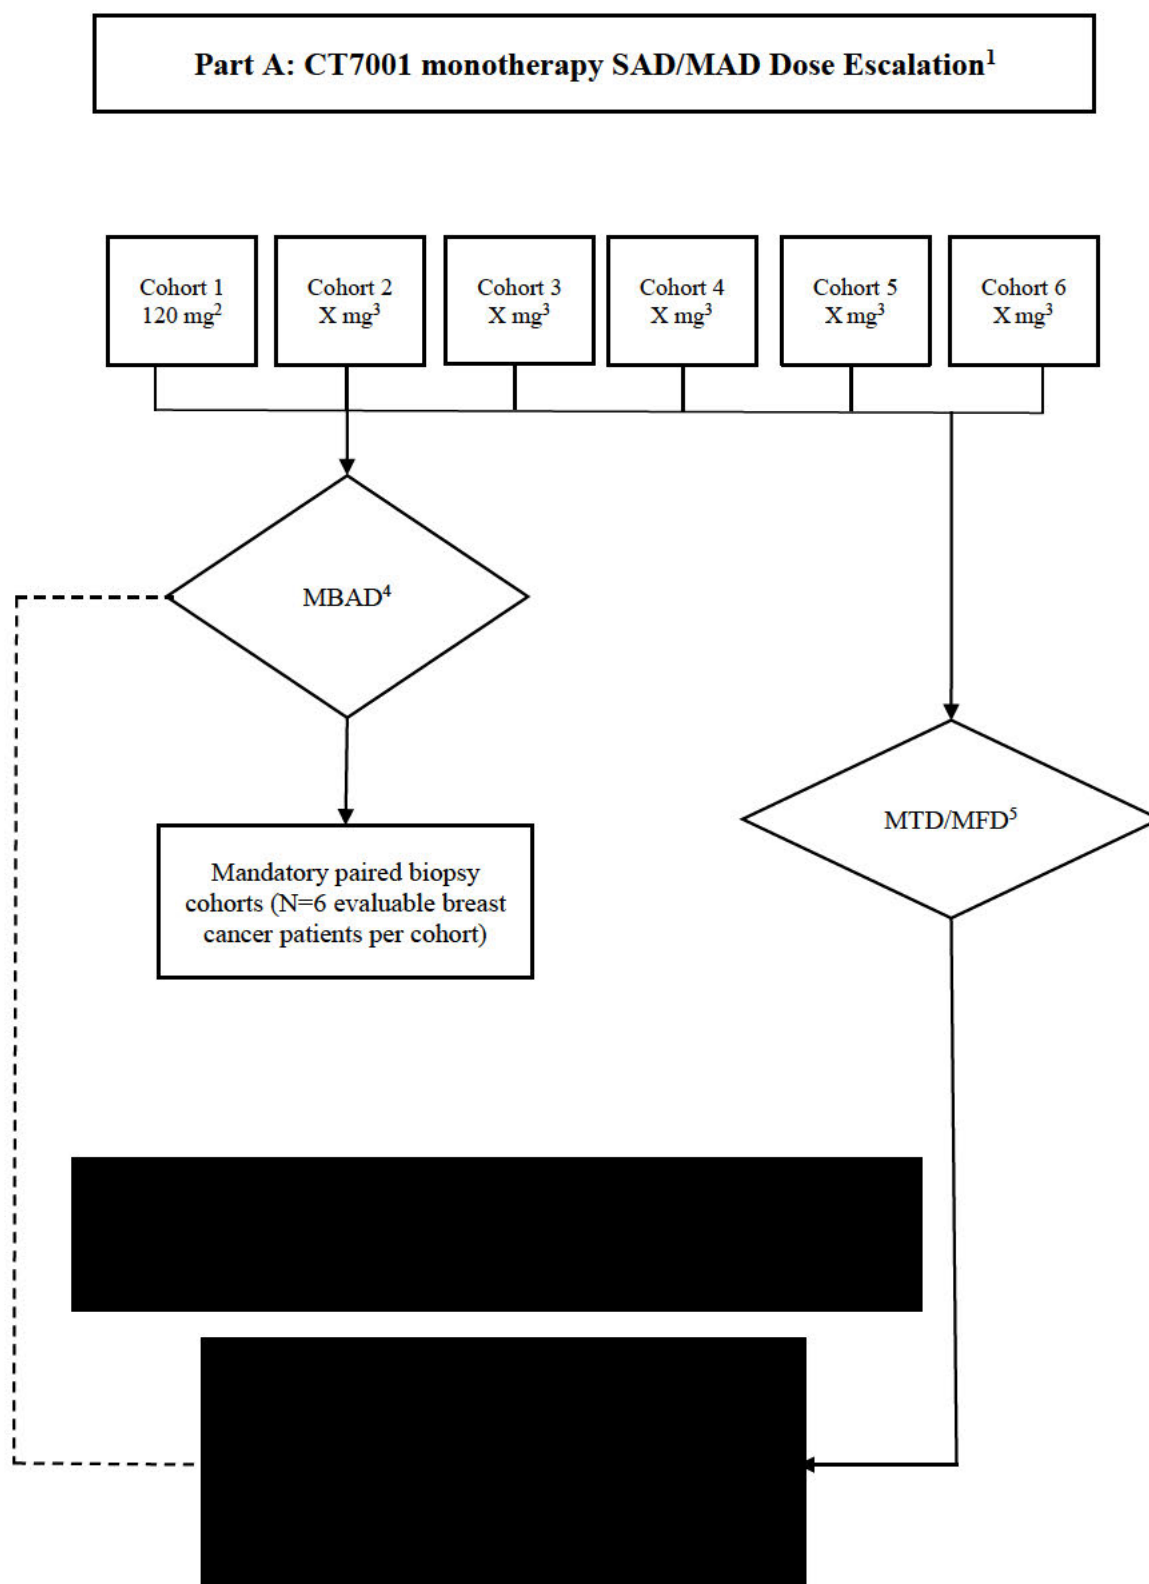 Part A: CT7001 monotherapy SAD/MAD Dose Escalation¹
Cohort 1
120 mg²
Cohort 2
X mg³
Cohort 3
X mg³
Cohort 4
X mg³
Cohort 5
X mg³
Cohort 6
X mg³
MBAD⁴
MTD/MFD⁵
Mandatory paired biopsy
cohorts (N=6 evaluable breast
cancer patients per cohort)